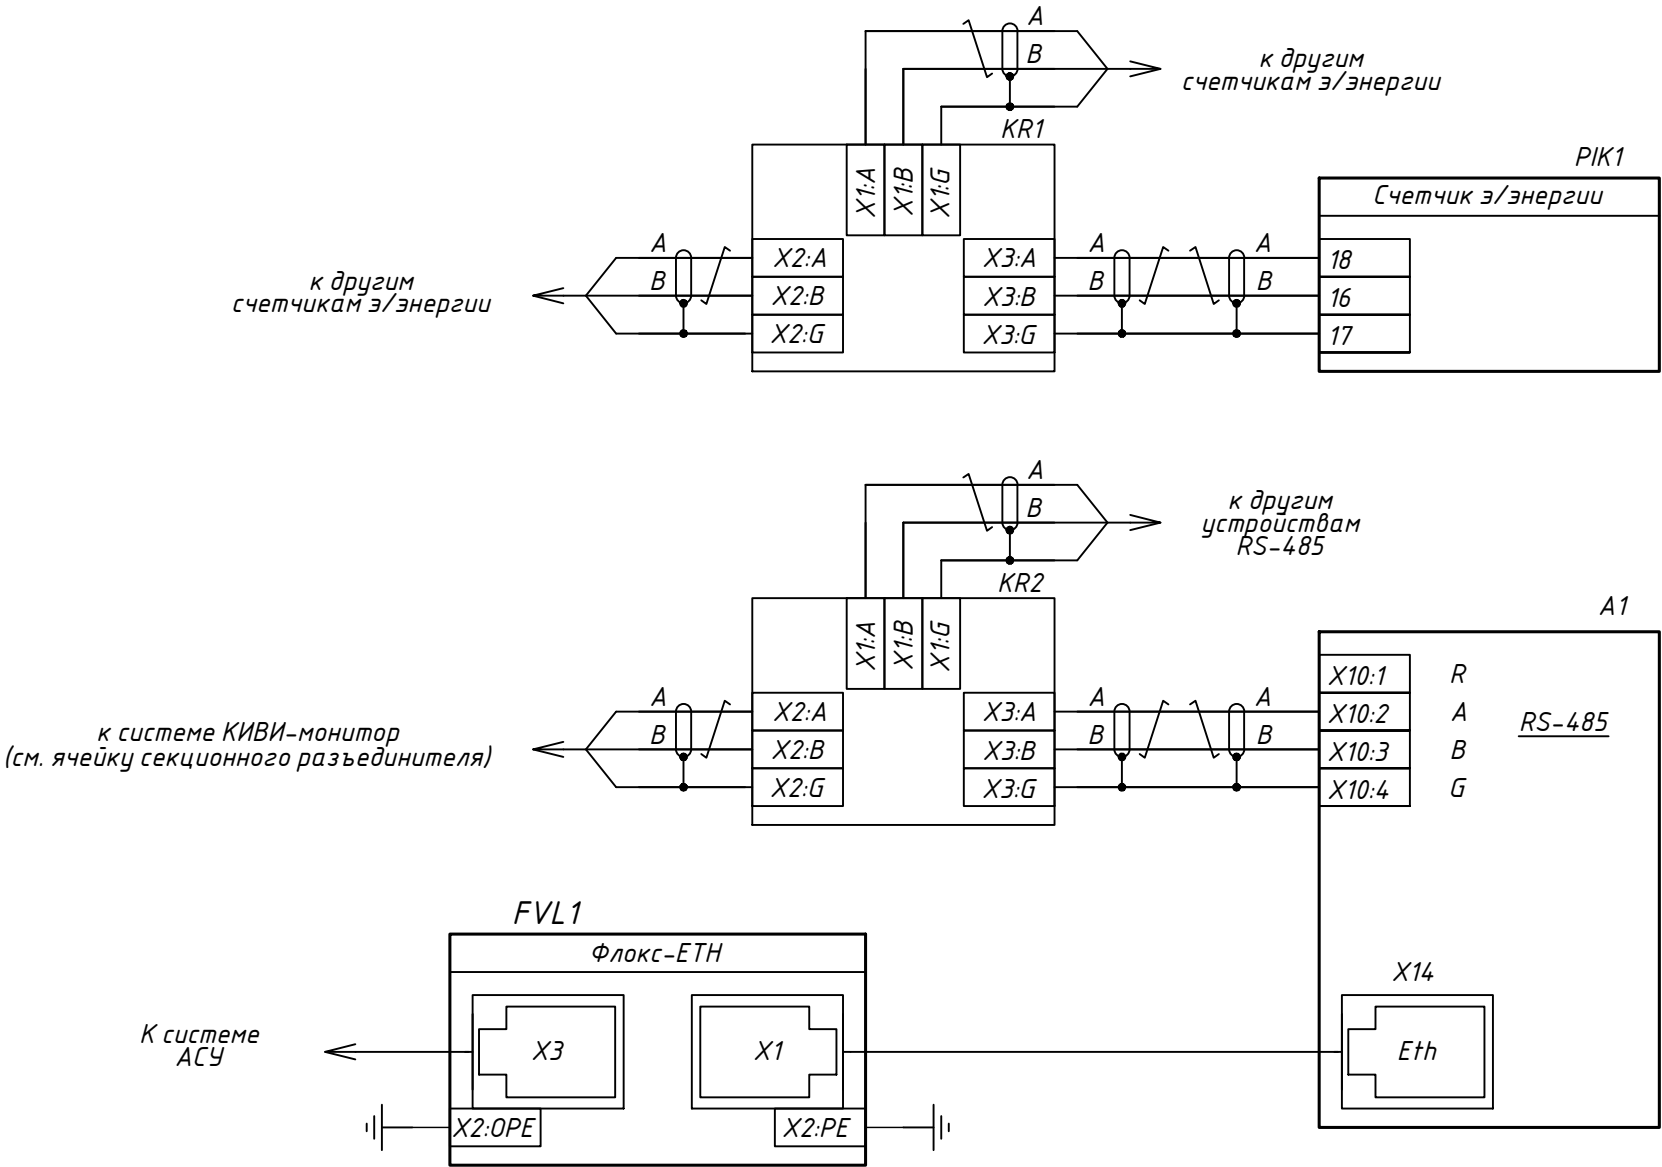 A
B
к другим
счетчикам э/энергии
KR1
X1:A
X1:B
X1:G
PIK1
Счетчик э/энергии
к другим
счетчикам э/энергии
A
B
X2:A
X2:B
X2:G
X3:A
X3:B
X3:G
A
B
A
B
18
16
17
A
B
к другим
устройствам
RS-485
KR2
X1:A
X1:B
X1:G
A1
к системе КИВИ-монитор
(см. ячейку секционного разъединителя)
A
B
X2:A
X2:B
X2:G
X3:A
X3:B
X3:G
A
B
A
B
X10:1 R
X10:2 A
X10:3 B
X10:4 G
RS-485
FVL1
Флокс-ETH
X14
К системе
АСУ
X3
X1
Eth
X2:OPE
X2:PE